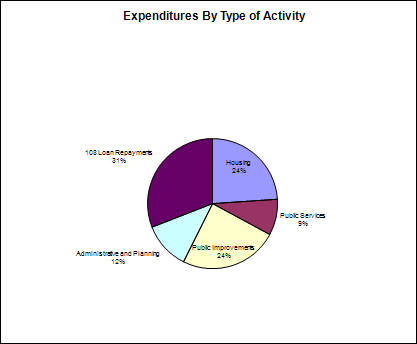 Expenditures By Type of Activity
108 Loan Repayments
31%
Housing
24%
Public Services
9%
Public Improvements
24%
Administrative and Planning
12%